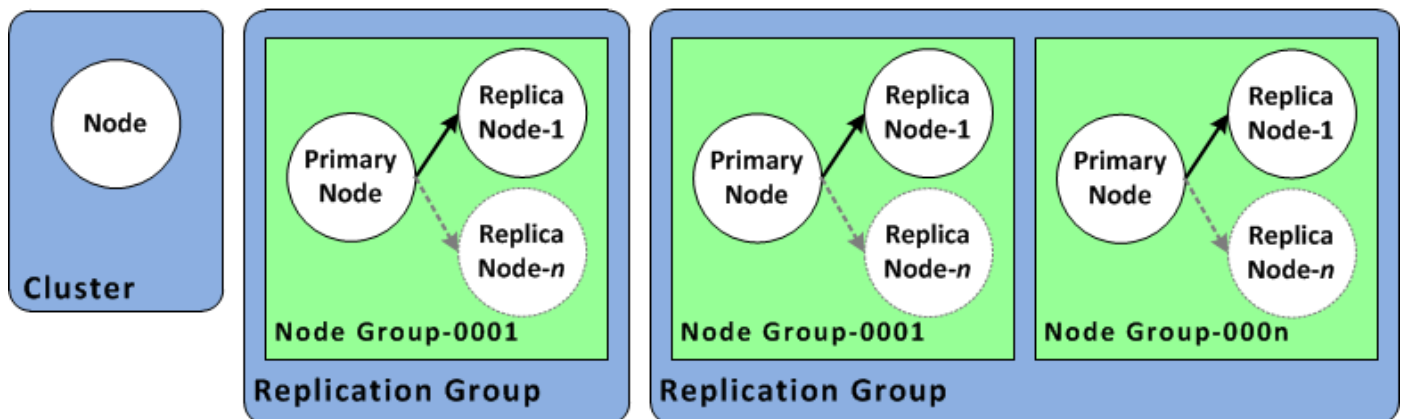 Node
Cluster
Primary
Node
Replica
Node-1
Replica
Node-n
Node Group-0001
Replication Group
Primary
Node
Replica
Node-1
Replica
Node-n
Node Group-0001
Primary
Node
Replica
Node-1
Replica
Node-n
Node Group-000n
Replication Group